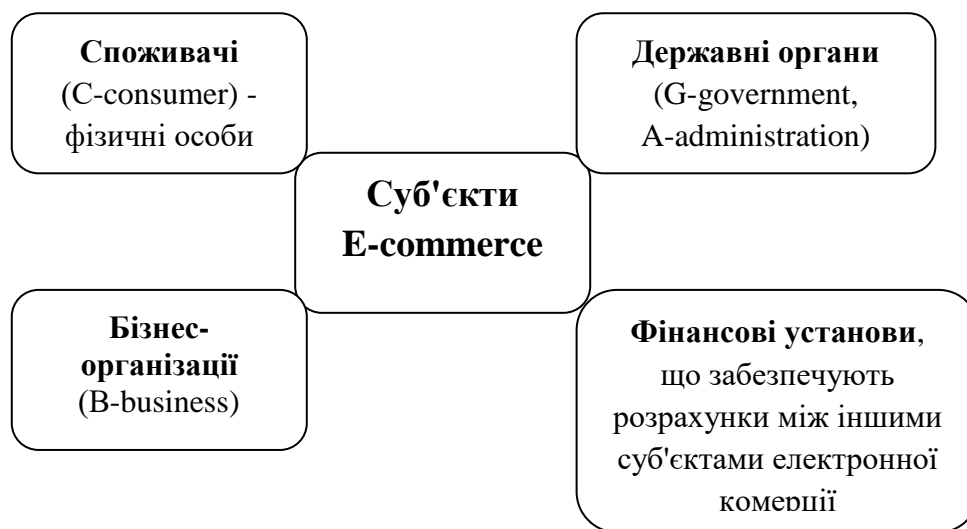 Споживачі
(C-consumer) -
фізичні особи
Державні органи
(G-government,
A-administration)
Суб'єкти
E-commerce
Бізнес-
організації
(B-business)
Фінансові установи,
що забезпечують
розрахунки між іншими
суб'єктами електронної
комерції